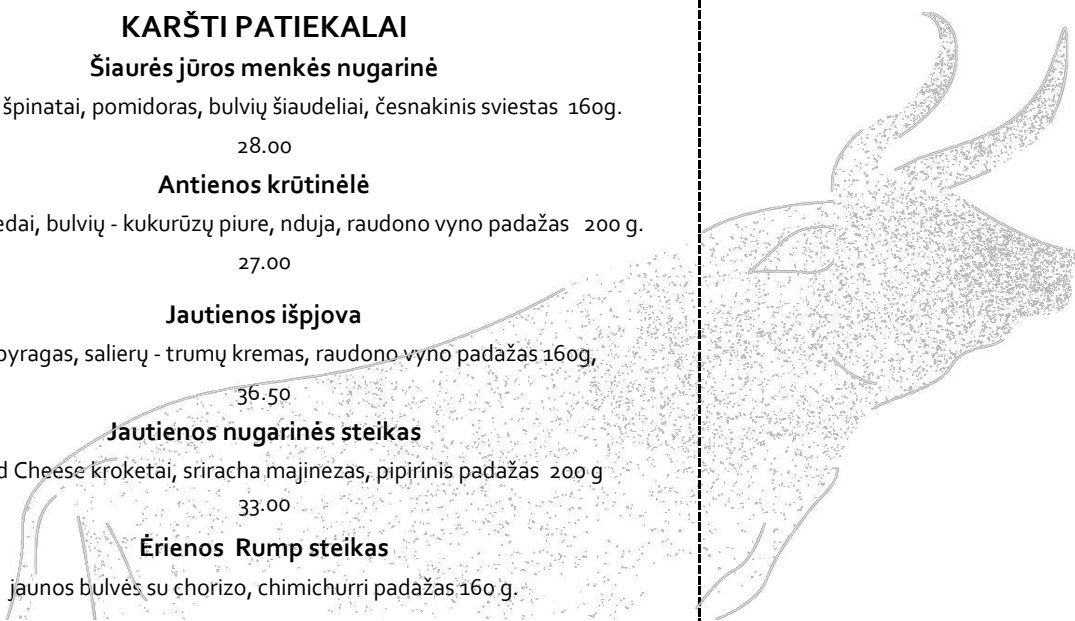 KARŠTI PATIEKALAI
Šiaurės jūros menkės nugarinė
špinatai, pomidoras, bulvių šiaudeliai, česnakinis sviestas 160g.
28.00
Antienos krūtinėlė
bulvių - kukurūzų piure, nduja, raudono vyno padažas 200 g.
27.00
Jautienos išpjova
salierų - trumų kremas, raudono vyno padažas 160g,
36.50
Jautienos nugarinės steikas
Cheese kroketai, sriracha majinezas, pipirinis padažas 200 g
33.00
Ėrienos Rump steikas
jaunos bulvės su chorizo, chimichurri padažas 160 g.